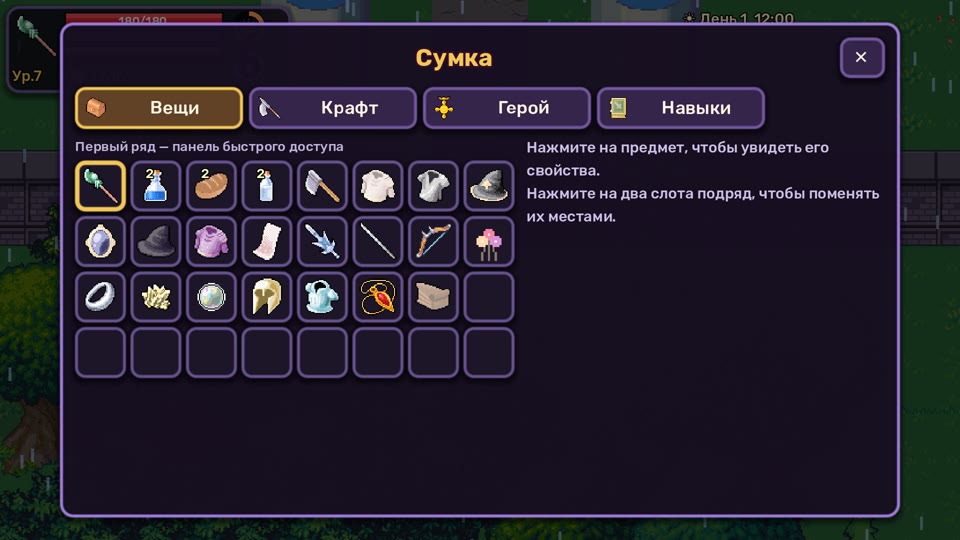 180/180
День 1, 12:00
Ур.7
Сумка
×
Вещи
Крафт
Герой
Навыки
Первый ряд — панель быстрого доступа
Нажмите на предмет, чтобы увидеть его
свойства.
Нажмите на два слота подряд, чтобы поменять
их местами.
2
2
2